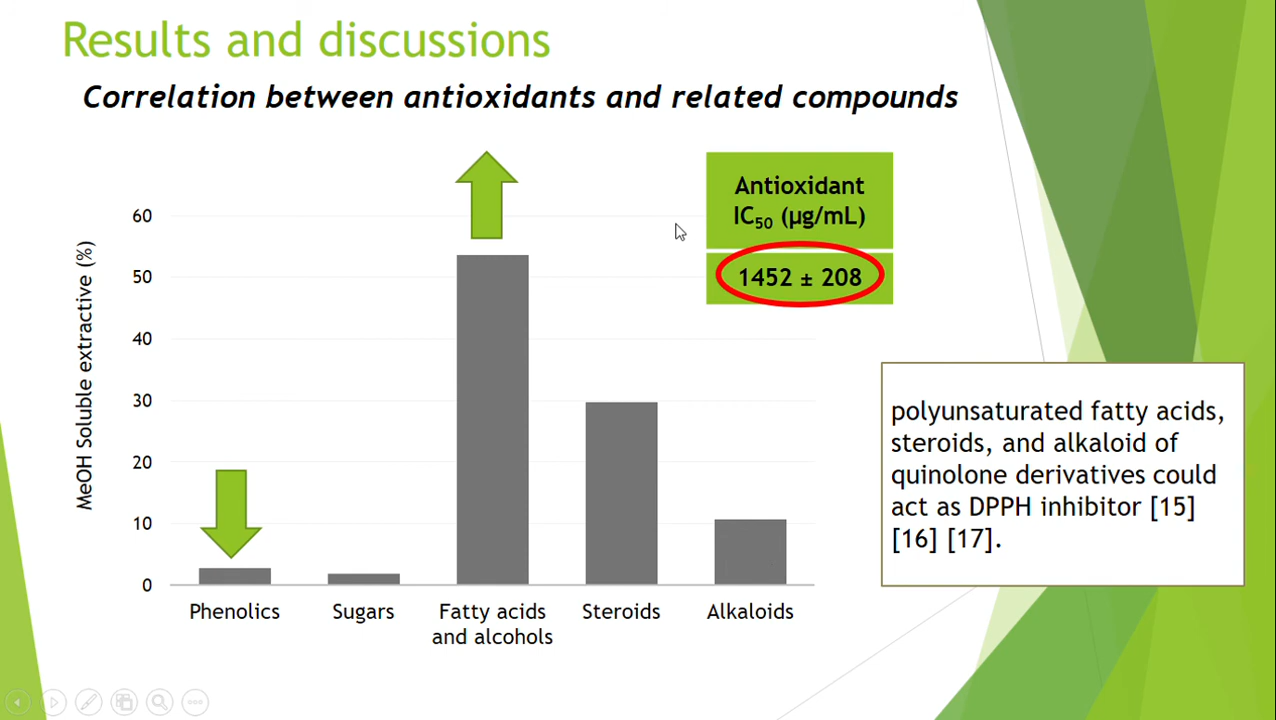 Results and discussions
Correlation between antioxidants and related compounds
Antioxidant
IC₅₀ (µg/mL)
1452 ± 208
MeOH Soluble extractive (%)
60
50
40
30
20
10
0
Phenolics
Sugars
Fatty acids
and alcohols
Steroids
Alkaloids
polyunsaturated fatty acids,
steroids, and alkaloid of
quinolone derivatives could
act as DPPH inhibitor [15]
[16] [17].